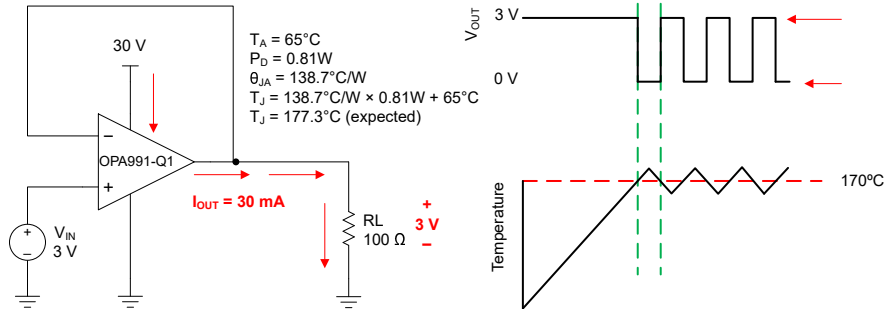 30 V
T_A = 65°C
P_D = 0.81W
θ_JA = 138.7°C/W
T_J = 138.7°C/W × 0.81W + 65°C
T_J = 177.3°C (expected)
−
OPA991-Q1
+
I_OUT = 30 mA
+
−
V_IN
3 V
RL
100 Ω
+
3 V
−
V_OUT
3 V
0 V
Temperature
170ºC